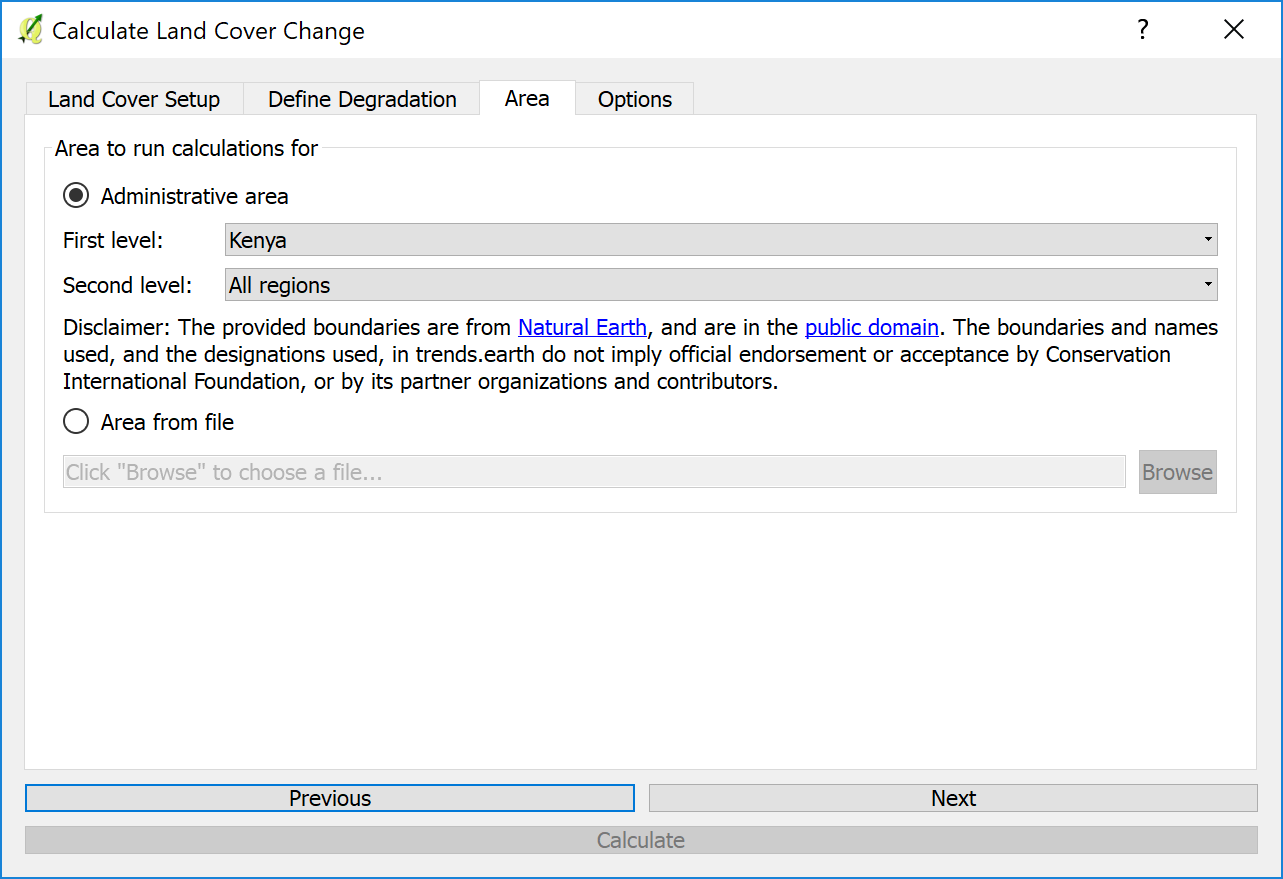 Calculate Land Cover Change
?
Land Cover Setup
Define Degradation
Area
Options
Area to run calculations for
Administrative area
First level:
Kenya
Second level:
All regions
Disclaimer: The provided boundaries are from Natural Earth, and are in the public domain. The boundaries and names
used, and the designations used, in trends.earth do not imply official endorsement or acceptance by Conservation
International Foundation, or by its partner organizations and contributors.
Area from file
Click "Browse" to choose a file...
Browse
Previous
Next
Calculate